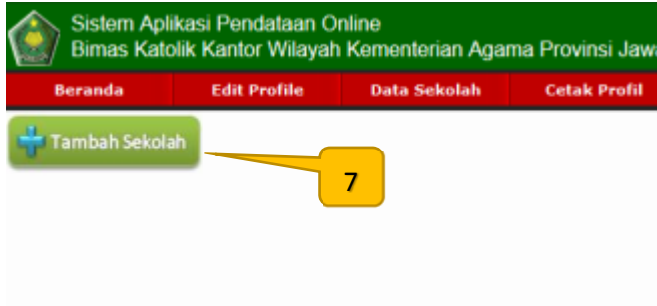 Sistem Aplikasi Pendataan Online
Bimas Katolik Kantor Wilayah Kementerian Agama Provinsi Jawa
Beranda Edit Profile Data Sekolah Cetak Profil
Tambah Sekolah
7